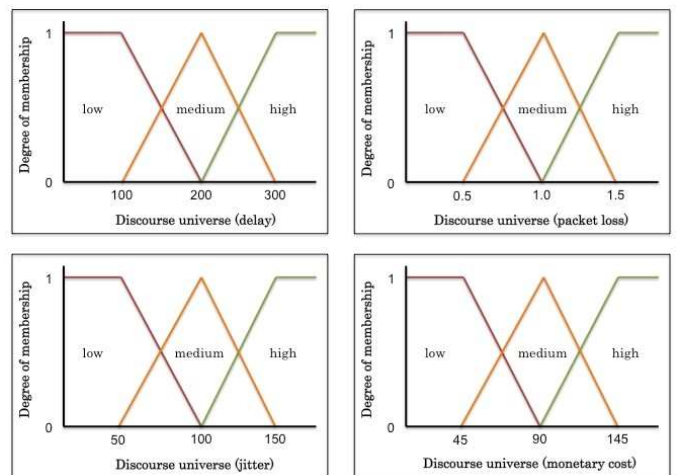 Degree of membership
1
0
low
medium
high
100
200
300
Discourse universe (delay)
Degree of membership
1
0
low
medium
high
0.5
1.0
1.5
Discourse universe (packet loss)
Degree of membership
1
0
low
medium
high
50
100
150
Discourse universe (jitter)
Degree of membership
1
0
low
medium
high
45
90
145
Discourse universe (monetary cost)